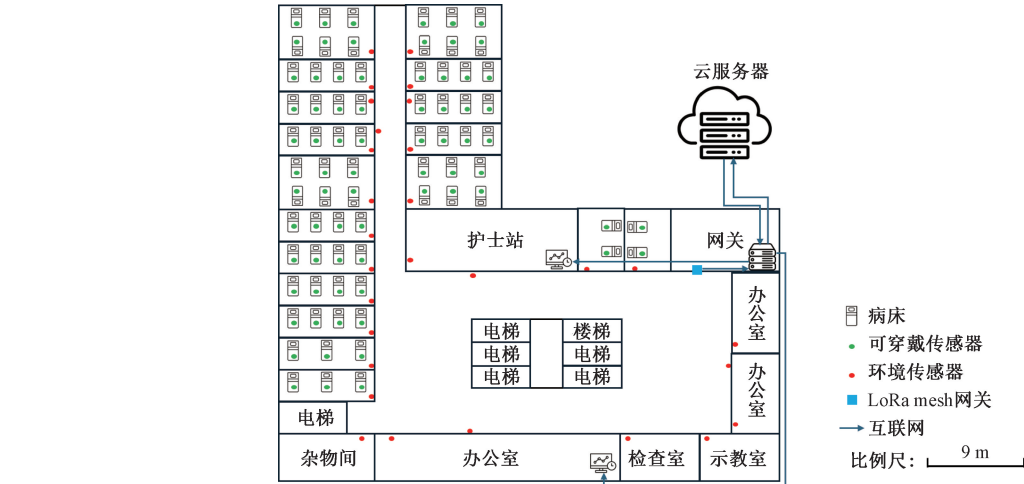 云服务器
护士站
网关
办公室
电梯
楼梯
电梯
电梯
电梯
电梯
办公室
电梯
杂物间
办公室
检查室
示教室
病床
可穿戴传感器
环境传感器
LoRa mesh网关
互联网
比例尺：
9 m